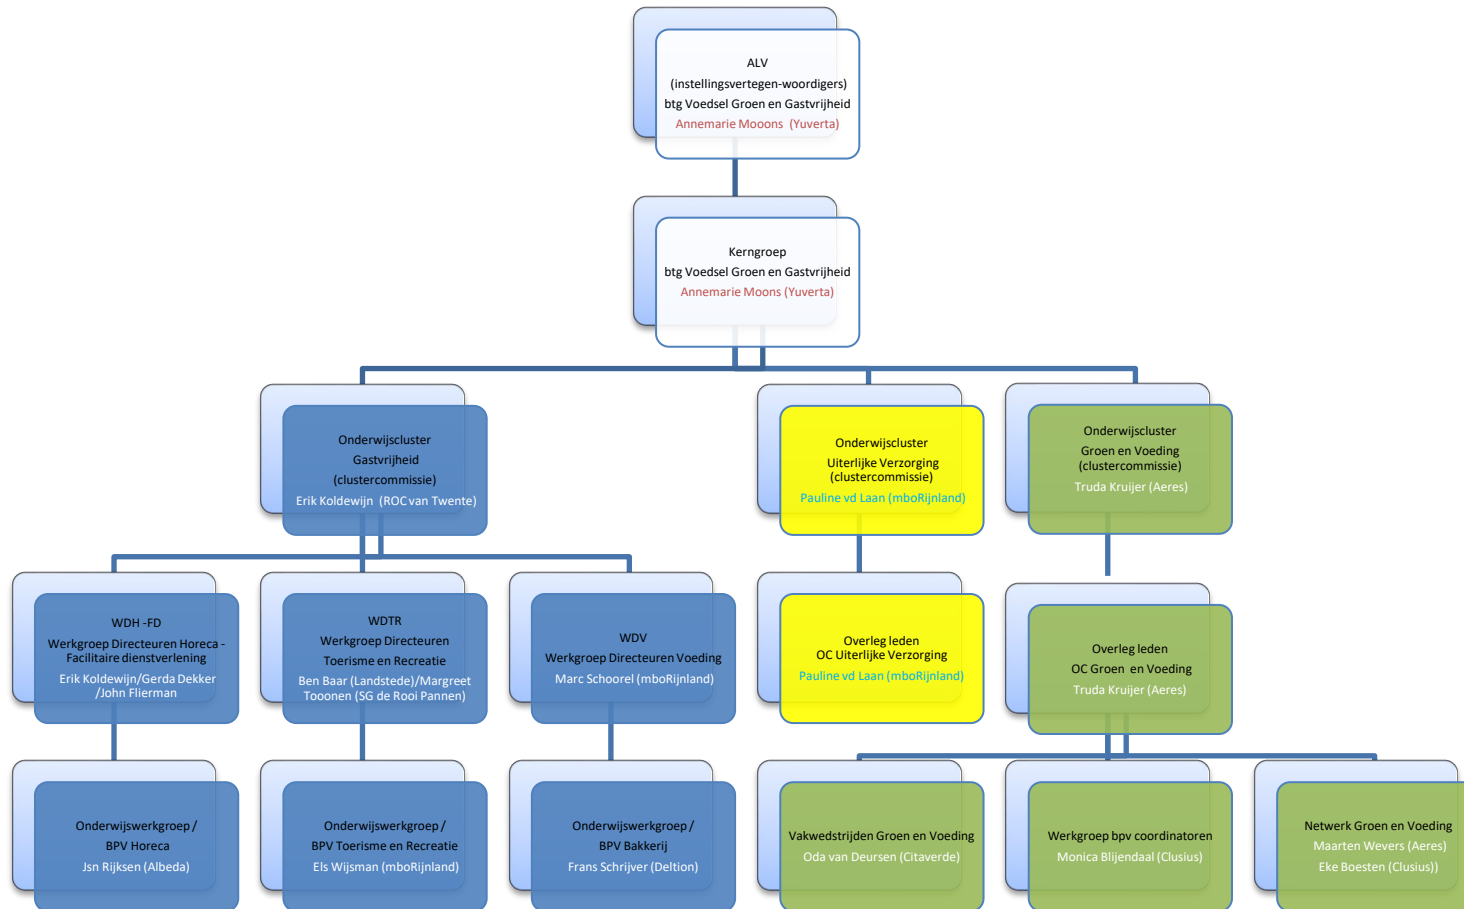 ALV
(instellingsvertegen-woordigers)
btg Voedsel Groen en Gastvrijheid
Annemarie Mooons (Yuverta)
Kerngroep
btg Voedsel Groen en Gastvrijheid
Annemarie Moons (Yuverta)
Onderwijscluster
Gastvrijheid
(clustercommissie)
Erik Koldewijn (ROC van Twente)
Onderwijscluster
Uiterlijke Verzorging
(clustercommissie)
Pauline vd Laan (mboRijnland)
Onderwijscluster
Groen en Voeding
(clustercommissie)
Truda Kruijer (Aeres)
WDH -FD
Werkgroep Directeuren Horeca -
Facilitaire dienstverlening
Erik Koldewijn/Gerda Dekker
/John Flierman
WDTR
Werkgroep Directeuren
Toerisme en Recreatie
Ben Baar (Landstede)/Margreet
Tooonen (SG de Rooi Pannen)
WDV
Werkgroep Directeuren Voeding
Marc Schoorel (mboRijnland)
Overleg leden
OC Uiterlijke Verzorging
Pauline vd Laan (mboRijnland)
Overleg leden
OC Groen en Voeding
Truda Kruijer (Aeres)
Onderwijswerkgroep /
BPV Horeca
Jsn Rijksen (Albeda)
Onderwijswerkgroep /
BPV Toerisme en Recreatie
Els Wijsman (mboRijnland)
Onderwijswerkgroep /
BPV Bakkerij
Frans Schrijver (Deltion)
Vakwedstrijden Groen en Voeding
Oda van Deursen (Citaverde)
Werkgroep bpv coordinatoren
Monica Blijendaal (Clusius)
Netwerk Groen en Voeding
Maarten Wevers (Aeres)
Eke Boesten (Clusius))